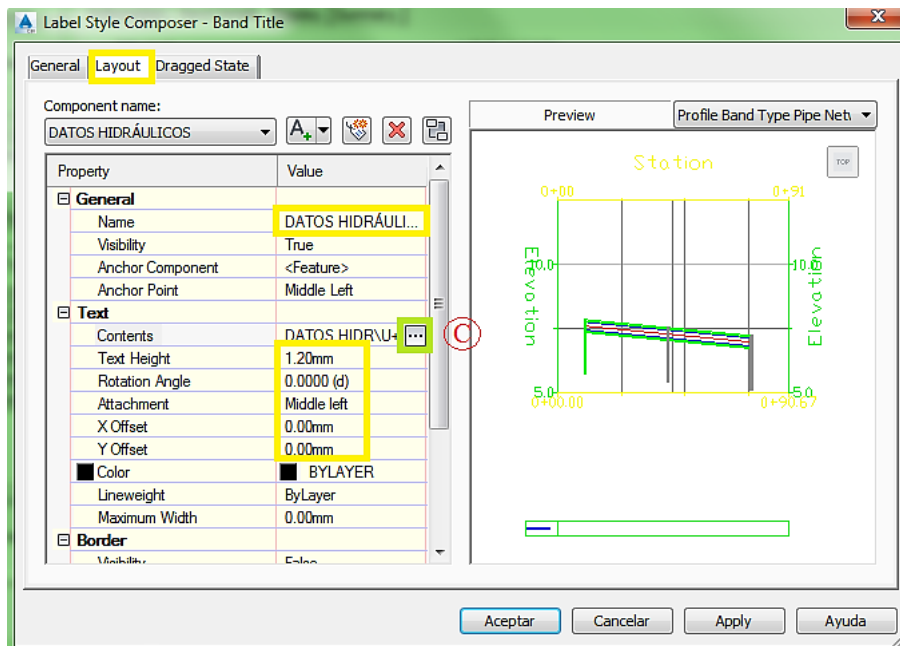 Label Style Composer - Band Title
General Layout Dragged State
Component name:
DATOS HIDRÁULICOS
Property Value
General
Name DATOS HIDRÁULI...
Visibility True
Anchor Component <Feature>
Anchor Point Middle Left
Text
Contents DATOS HIDR\U+ ...
Text Height 1.20mm
Rotation Angle 0.0000 (d)
Attachment Middle left
X Offset 0.00mm
Y Offset 0.00mm
Color BYLAYER
Lineweight ByLayer
Maximum Width 0.00mm
Border
Visibility False
C
Preview Profile Band Type Pipe Netw
TOP
Station
0+00 0+91
Elevation
10.0 10.0
Elevation
5.0 5.0
0+00.00 0+90.67
Aceptar Cancelar Apply Ayuda